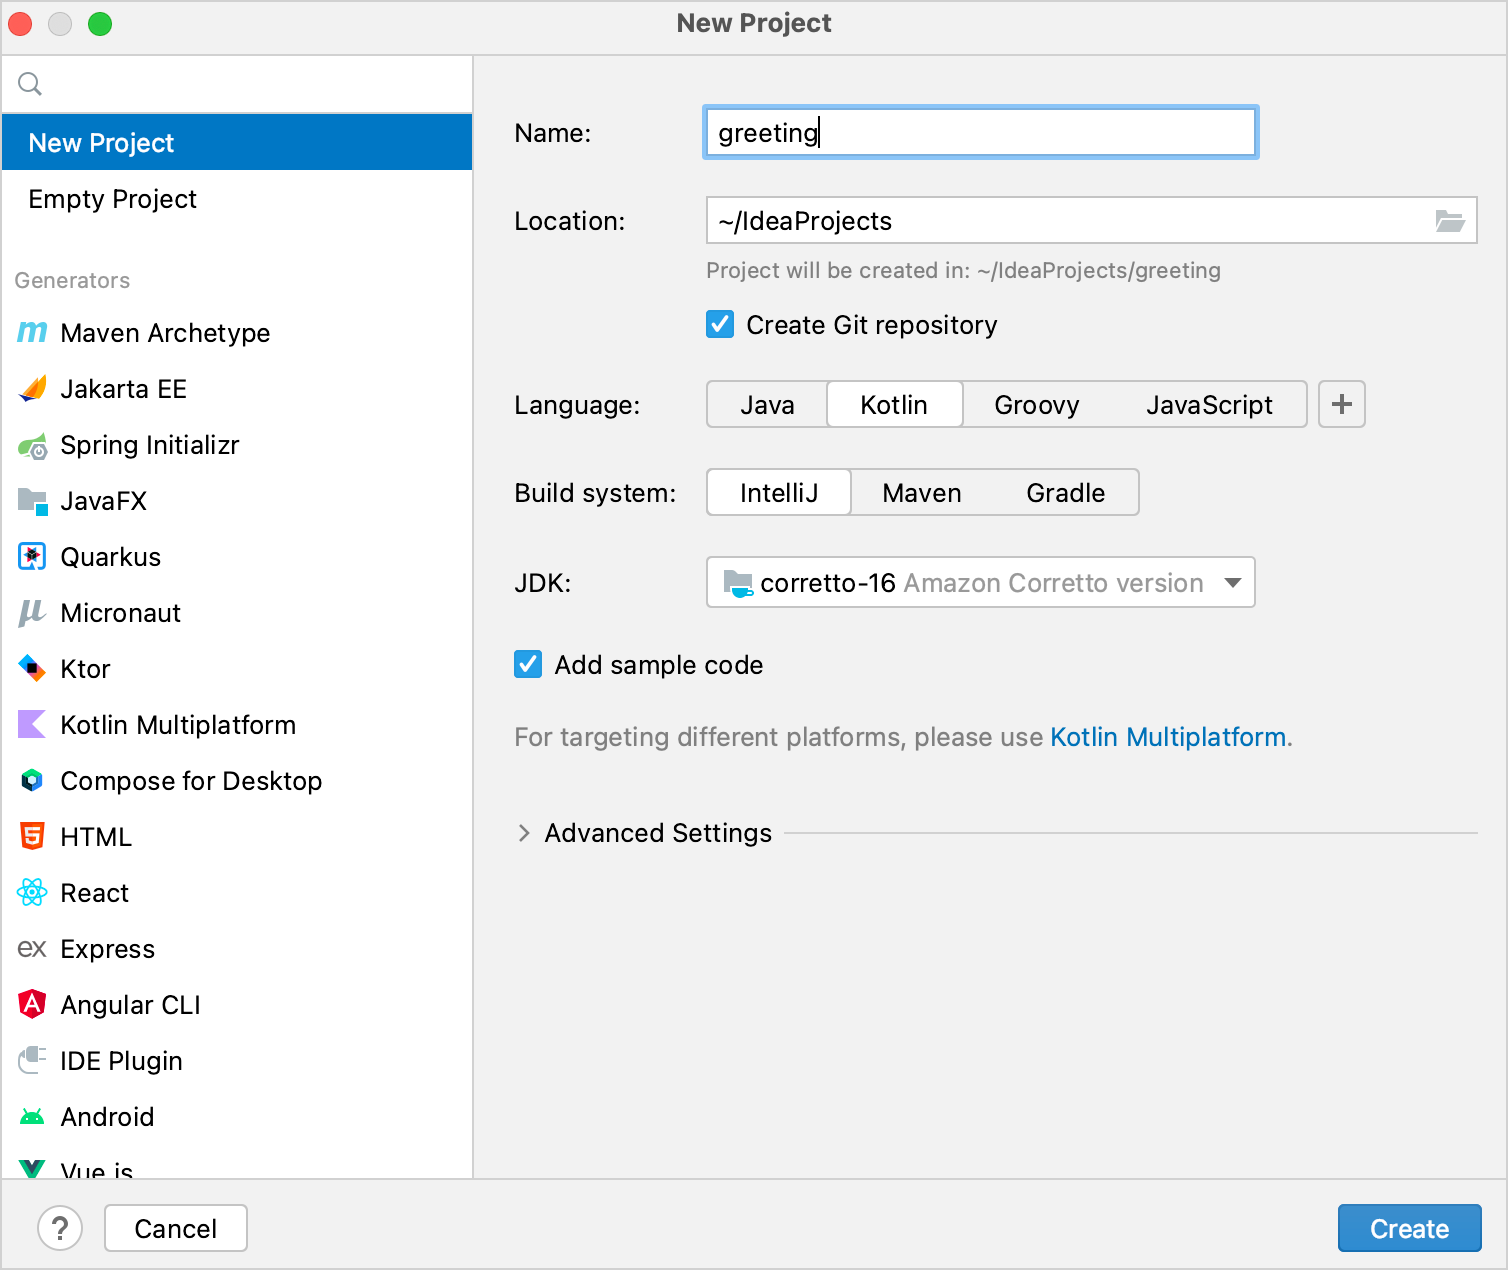 New Project
New Project
Empty Project
Generators
Maven Archetype
Jakarta EE
Spring Initializr
JavaFX
Quarkus
Micronaut
Ktor
Kotlin Multiplatform
Compose for Desktop
HTML
React
ex Express
Angular CLI
IDE Plugin
Android
Vue.js
Name: greeting
Location: ~/IdeaProjects
Project will be created in: ~/IdeaProjects/greeting
Create Git repository
Language: Java Kotlin Groovy JavaScript +
Build system: IntelliJ Maven Gradle
JDK: corretto-16 Amazon Corretto version
Add sample code
For targeting different platforms, please use Kotlin Multiplatform.
Advanced Settings
? Cancel Create